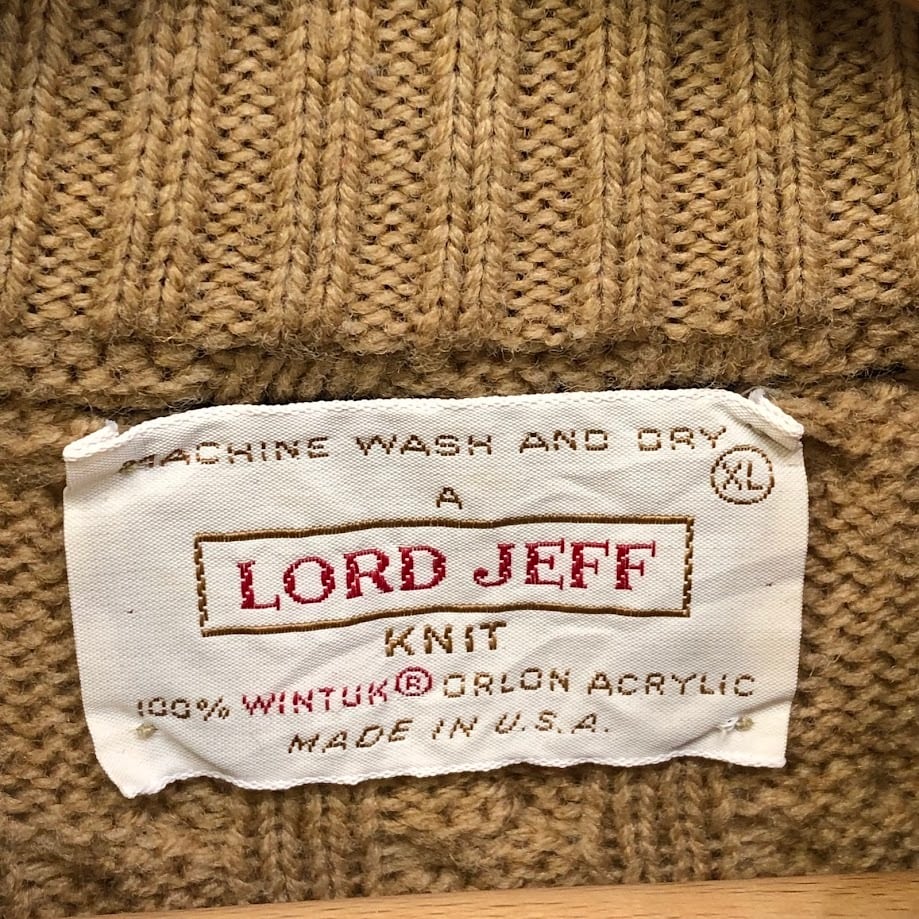 MACHINE WASH AND DRY
XL
A
LORD JEFF
KNIT
100% WINTUK® ORLON ACRYLIC
MADE IN U.S.A.